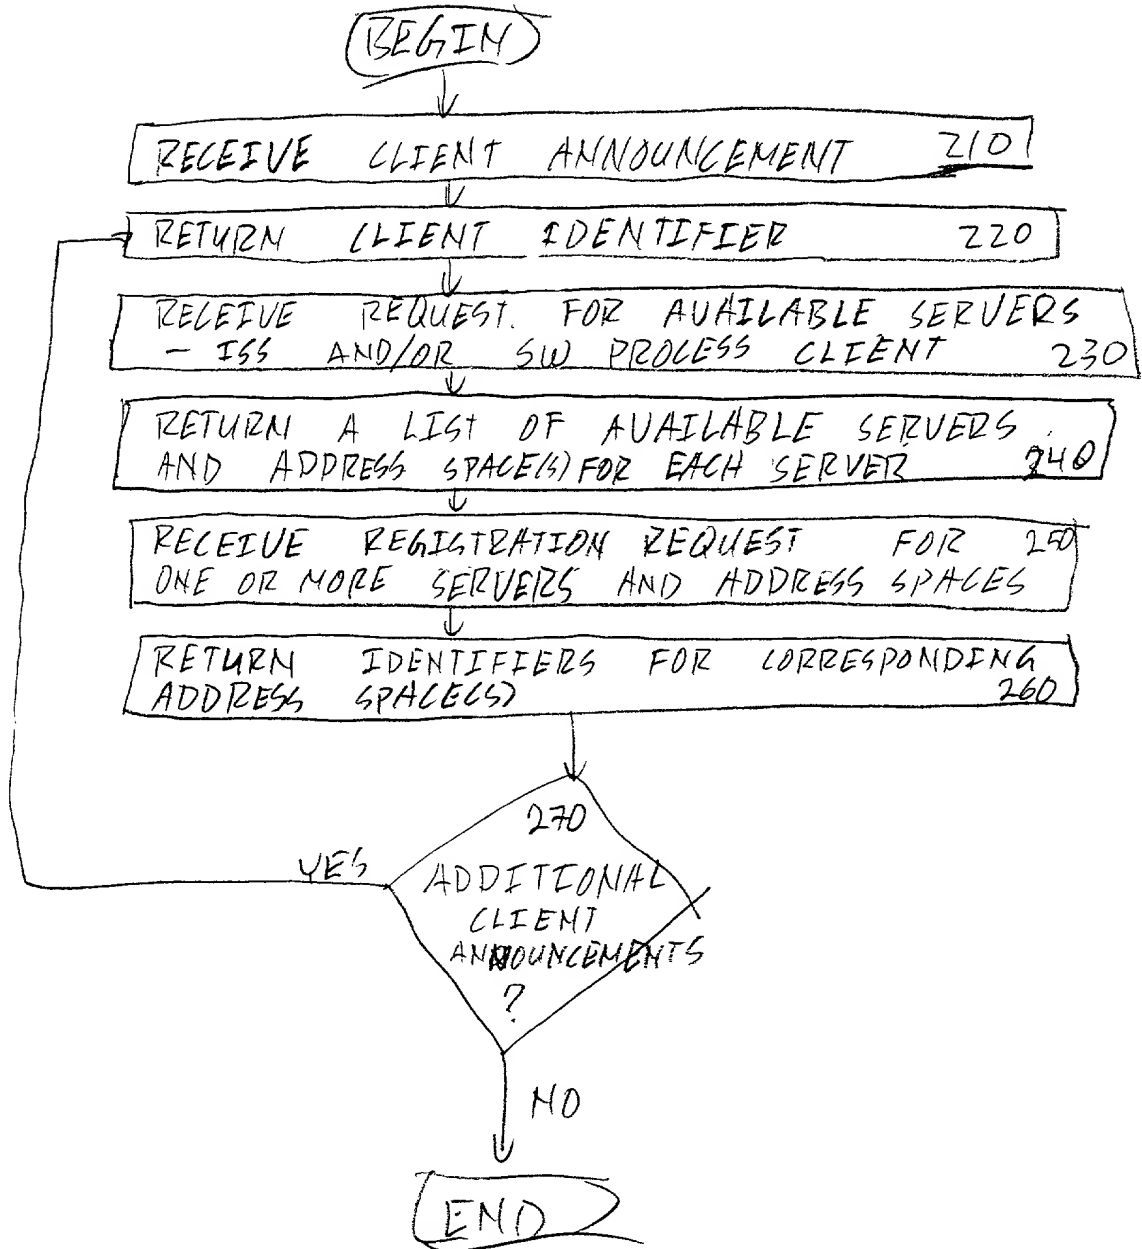 BEGIN
RECEIVE CLIENT ANNOUNCEMENT 210
RETURN CLIENT IDENTIFIER 220
RECEIVE REQUEST FOR AVAILABLE SERVERS
- ISS AND/OR SW PROCESS CLIENT 230
RETURN A LIST OF AVAILABLE SERVERS
AND ADDRESS SPACE(S) FOR EACH SERVER 240
RECEIVE REGISTRATION REQUEST FOR 250
ONE OR MORE SERVERS AND ADDRESS SPACES
RETURN IDENTIFIERS FOR CORRESPONDING
ADDRESS SPACE(S) 260
270
YES ADDITIONAL
CLIENT
ANNOUNCEMENTS
?
NO
END